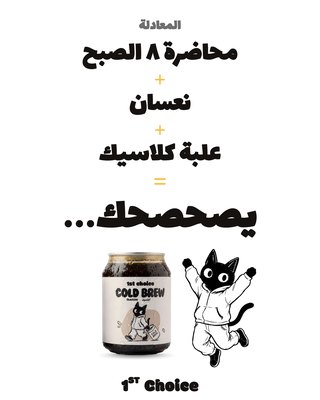 المعادلة
محاضرة ٨ الصبح
+
نعسان
+
علبة كلاسيك
=
يصحصحك...
1st choice
COLD BREW
1ST Choice